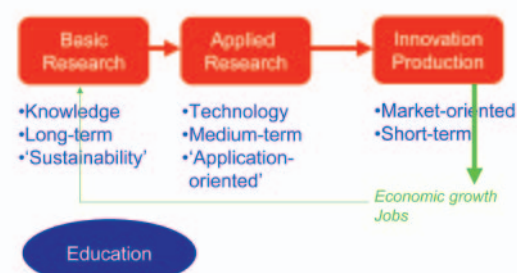 Basic
Research
Applied
Research
Innovation
Production
•Knowledge
•Long-term
•‘Sustainability’
•Technology
•Medium-term
•‘Application-
oriented’
•Market-oriented
•Short-term
Economic growth
Jobs
Education